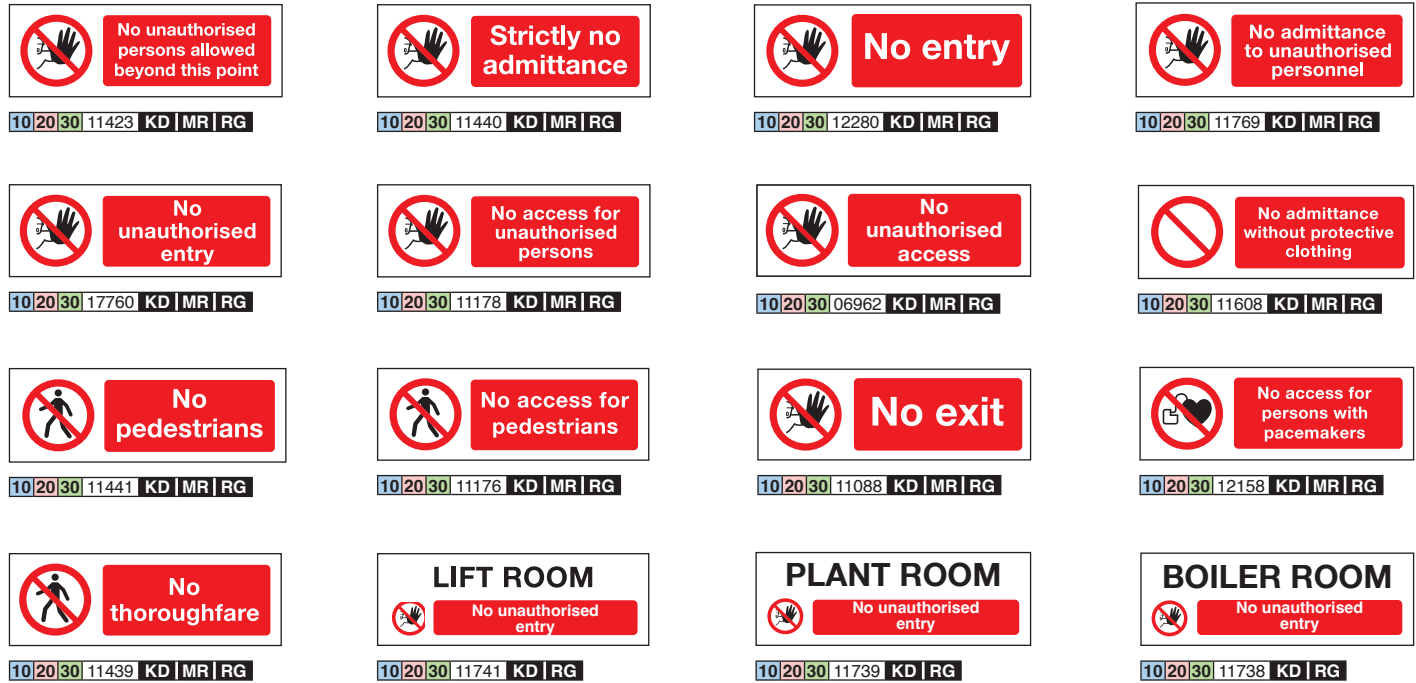 No unauthorised
persons allowed
beyond this point
10 20 30 11423 KD | MR | RG
Strictly no
admittance
10 20 30 11440 KD | MR | RG
No entry
10 20 30 12280 KD | MR | RG
No admittance
to unauthorised
personnel
10 20 30 11769 KD | MR | RG
No
unauthorised
entry
10 20 30 17760 KD | MR | RG
No access for
unauthorised
persons
10 20 30 11178 KD | MR | RG
No
unauthorised
access
10 20 30 06962 KD | MR | RG
No admittance
without protective
clothing
10 20 30 11608 KD | MR | RG
No
pedestrians
10 20 30 11441 KD | MR | RG
No access for
pedestrians
10 20 30 11176 KD | MR | RG
No exit
10 20 30 11088 KD | MR | RG
No access for
persons with
pacemakers
10 20 30 12158 KD | MR | RG
No
thoroughfare
10 20 30 11439 KD | MR | RG
LIFT ROOM
No unauthorised
entry
10 20 30 11741 KD | RG
PLANT ROOM
No unauthorised
entry
10 20 30 11739 KD | RG
BOILER ROOM
No unauthorised
entry
10 20 30 11738 KD | RG